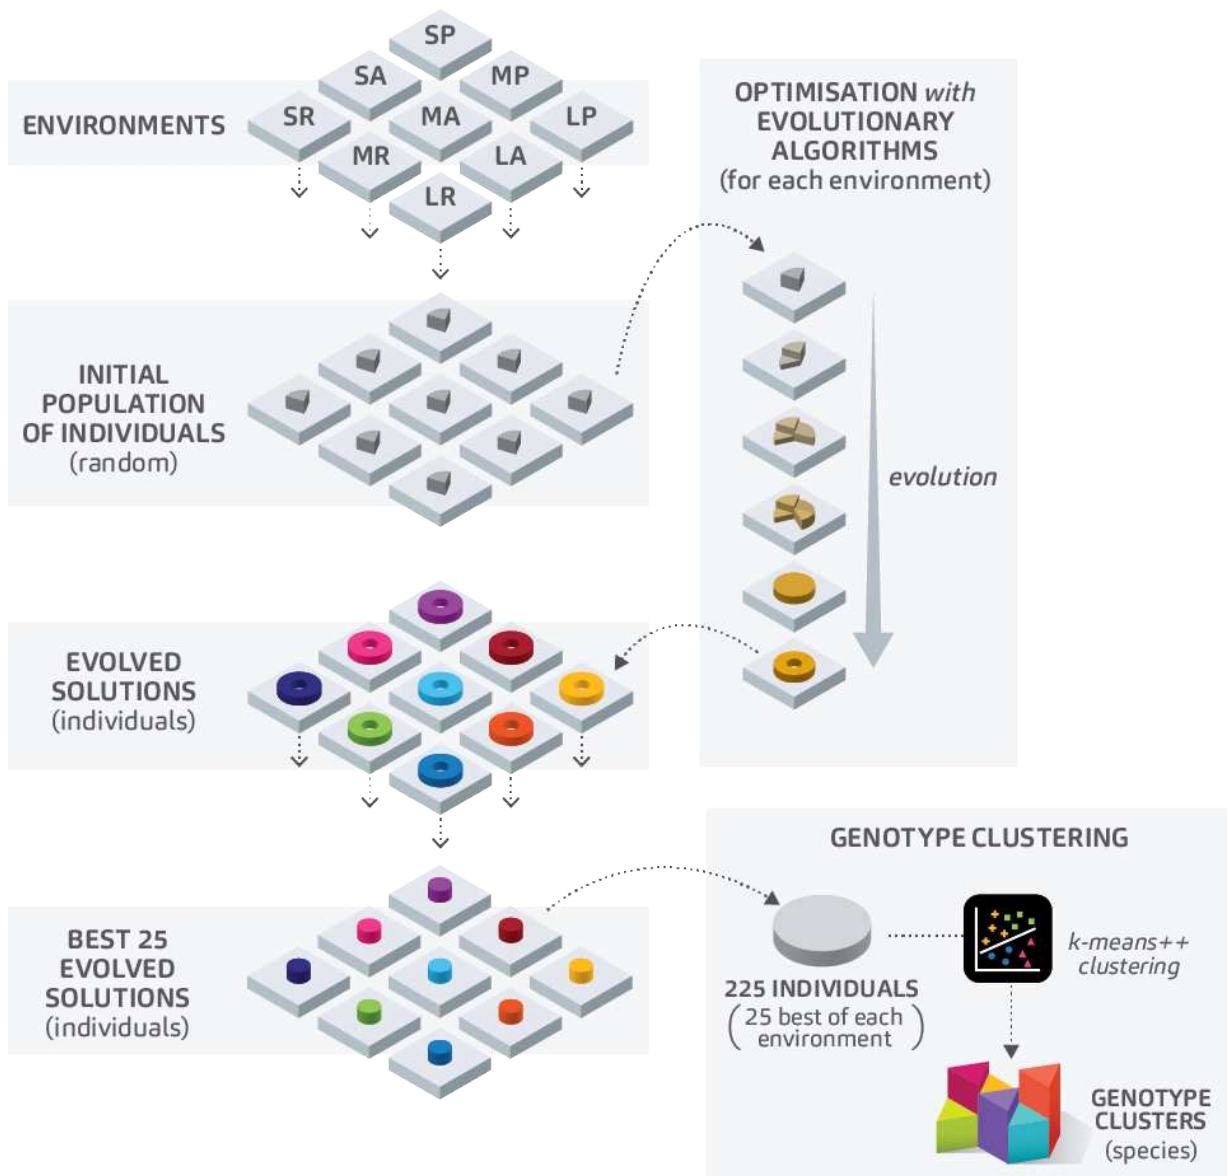 SP
SA
MP
SR
MA
LP
MR
LA
LR
ENVIRONMENTS
OPTIMISATION with
EVOLUTIONARY
ALGORITHMS
(for each environment)
INITIAL
POPULATION
OF INDIVIDUALS
(random)
evolution
EVOLVED
SOLUTIONS
(individuals)
BEST 25
EVOLVED
SOLUTIONS
(individuals)
GENOTYPE CLUSTERING
225 INDIVIDUALS
(25 best of each
environment)
k-means++
clustering
GENOTYPE
CLUSTERS
(species)